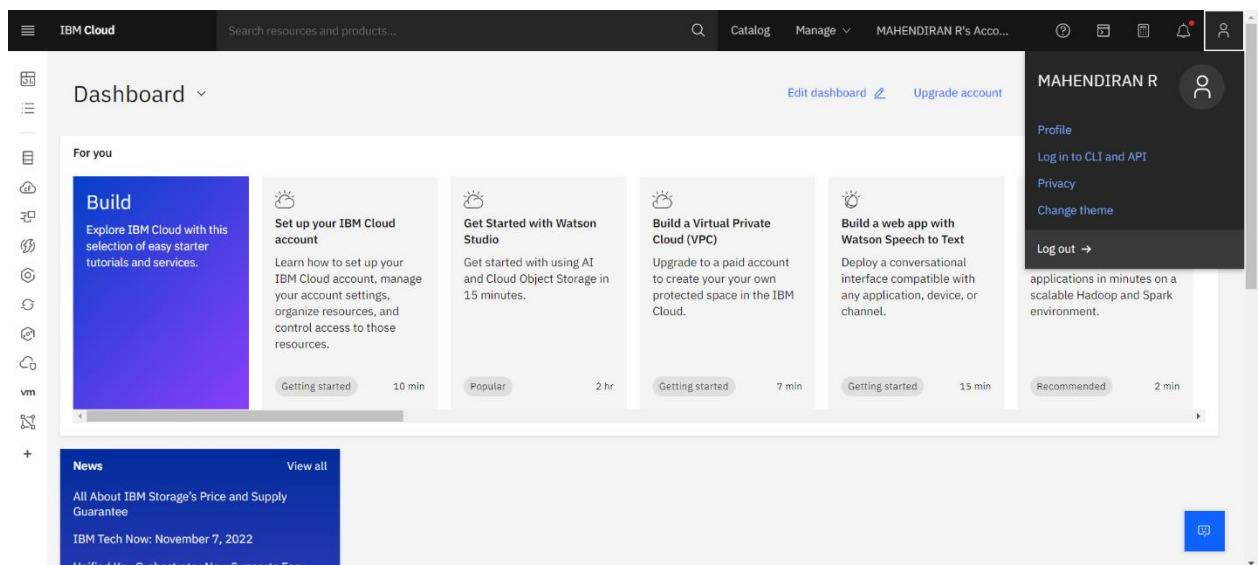 IBM Cloud
Search resources and products...
Catalog
Manage
MAHENDIRAN R's Acco...
Dashboard
Edit dashboard
Upgrade account
MAHENDIRAN R
Profile
Log in to CLI and API
Privacy
Change theme
Log out →
For you
Build
Explore IBM Cloud with this
selection of easy starter
tutorials and services.
Set up your IBM Cloud
account
Learn how to set up your
IBM Cloud account, manage
your account settings,
organize resources, and
control access to those
resources.
Getting started
10 min
Get Started with Watson
Studio
Get started with using AI
and Cloud Object Storage in
15 minutes.
Popular
2 hr
Build a Virtual Private
Cloud (VPC)
Upgrade to a paid account
to create your your own
protected space in the IBM
Cloud.
Getting started
7 min
Build a web app with
Watson Speech to Text
Deploy a conversational
interface compatible with
any application, device, or
channel.
Getting started
15 min
applications in minutes on a
scalable Hadoop and Spark
environment.
Recommended
2 min
vm
News
View all
All About IBM Storage's Price and Supply
Guarantee
IBM Tech Now: November 7, 2022